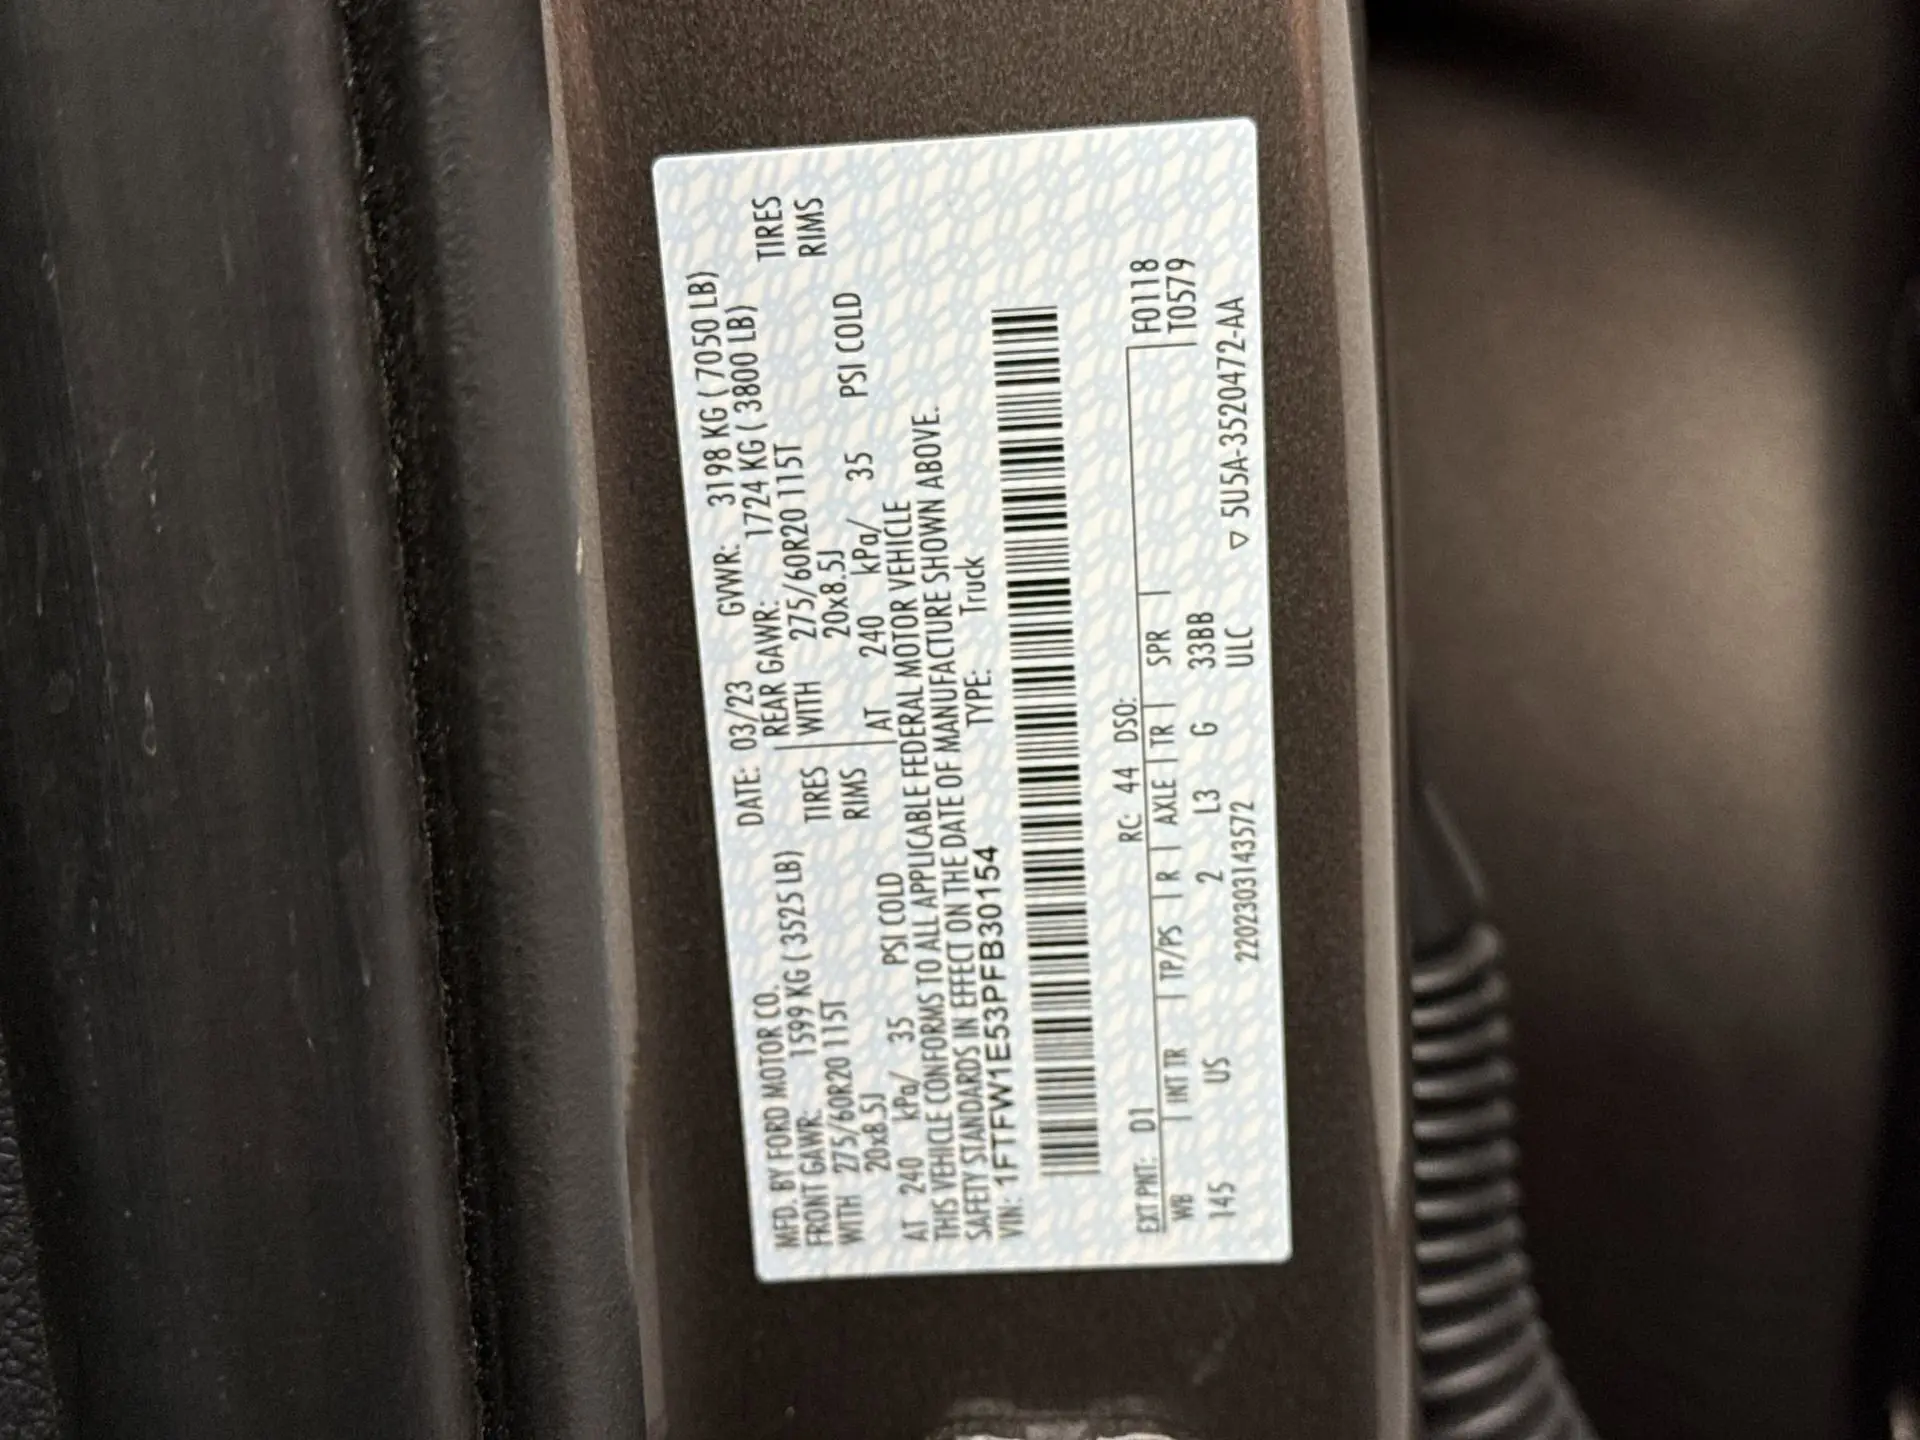 MFD. BY FORD MOTOR CO.
DATE: 03/23 GVWR: 3198 KG ( 7050 LB)
FRONT GAWR: 1599 KG ( 3525 LB) REAR GAWR: 1724 KG ( 3800 LB)
WITH 275/60R20 115T TIRES WITH 275/60R20 115T TIRES
20x8.5J RIMS 20x8.5J RIMS
AT 240 kPa/ 35 PSI COLD AT 240 kPa/ 35 PSI COLD
THIS VEHICLE CONFORMS TO ALL APPLICABLE FEDERAL MOTOR VEHICLE
SAFETY STANDARDS IN EFFECT ON THE DATE OF MANUFACTURE SHOWN ABOVE.
VIN: 1FTFW1E53PFB30154 TYPE: Truck
EXT PNT: D1 RC: 44 DSO: F0118
WB INT TR TP/PS R AXLE TR SPR T0579
145 US 2 L3 G 33BB
2202303143572 ULC ▽ 5U5A-3520472-AA